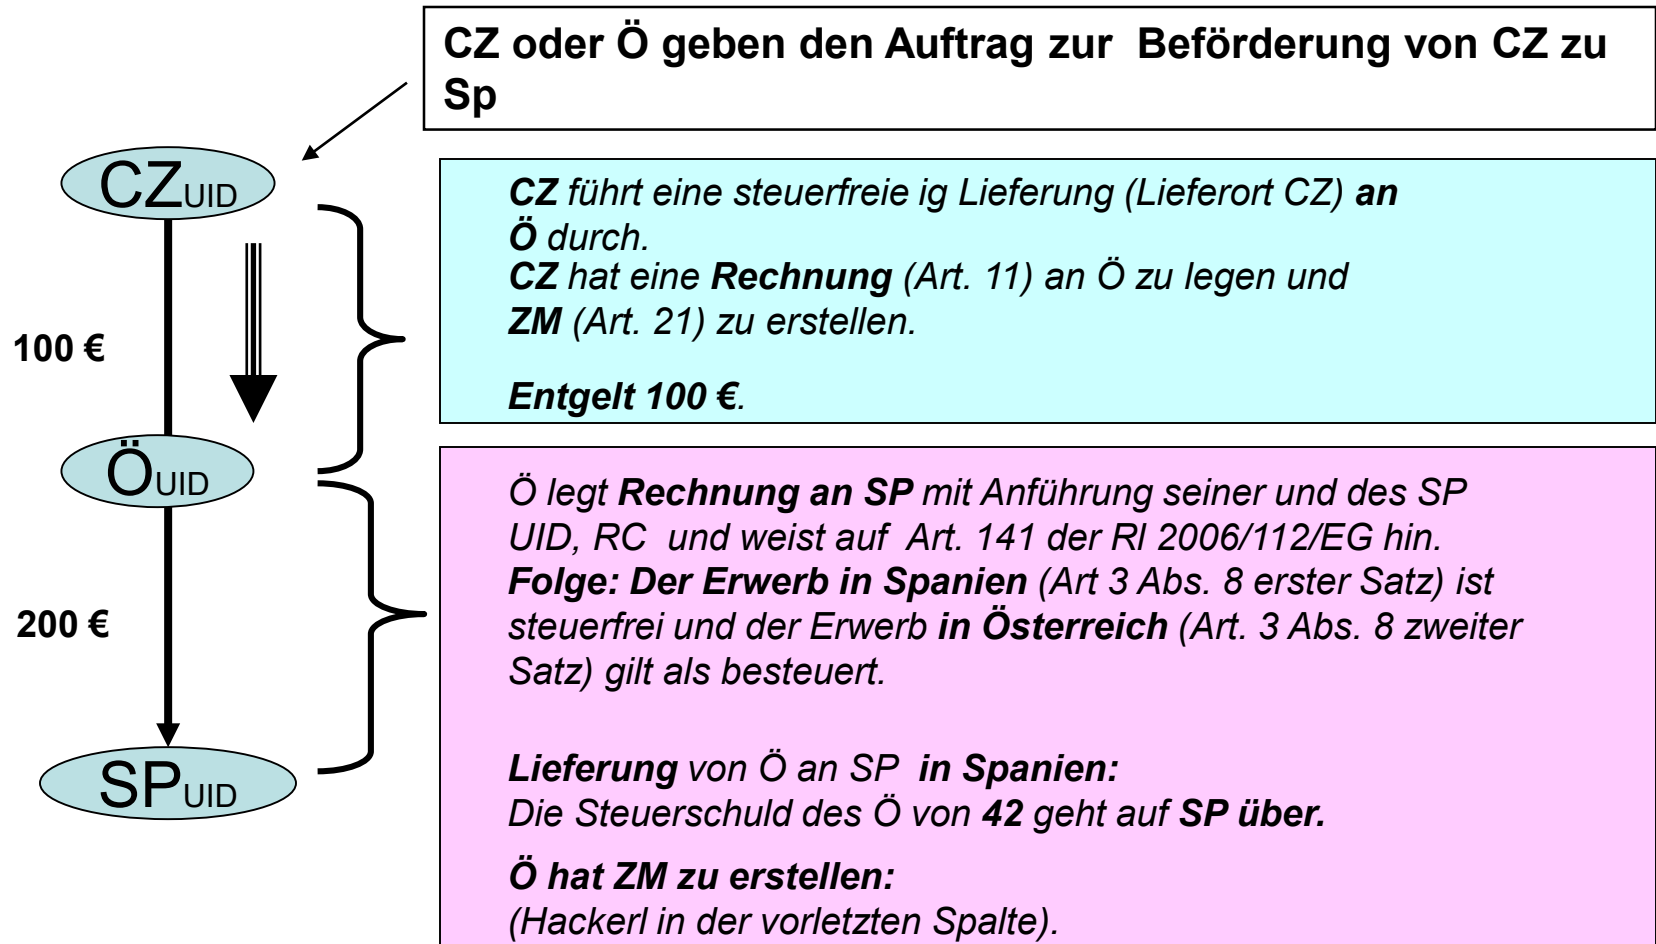 CZ oder Ö geben den Auftrag zur Beförderung von CZ zu
Sp
CZUID
CZ führt eine steuerfreie ig Lieferung (Lieferort CZ) an
Ö durch.
CZ hat eine Rechnung (Art. 11) an Ö zu legen und
ZM (Art. 21) zu erstellen.
100 €
Entgelt 100 €.
ÖUID
Ö legt Rechnung an SP mit Anführung seiner und des SP
UID, RC und weist auf Art. 141 der Rl 2006/112/EG hin.
Folge: Der Erwerb in Spanien (Art 3 Abs. 8 erster Satz) ist
steuerfrei und der Erwerb in Österreich (Art. 3 Abs. 8 zweiter
Satz) gilt als besteuert.
200 €
SPUID
Lieferung von Ö an SP in Spanien:
Die Steuerschuld des Ö von 42 geht auf SP über.
Ö hat ZM zu erstellen:
(Hackerl in der vorletzten Spalte).